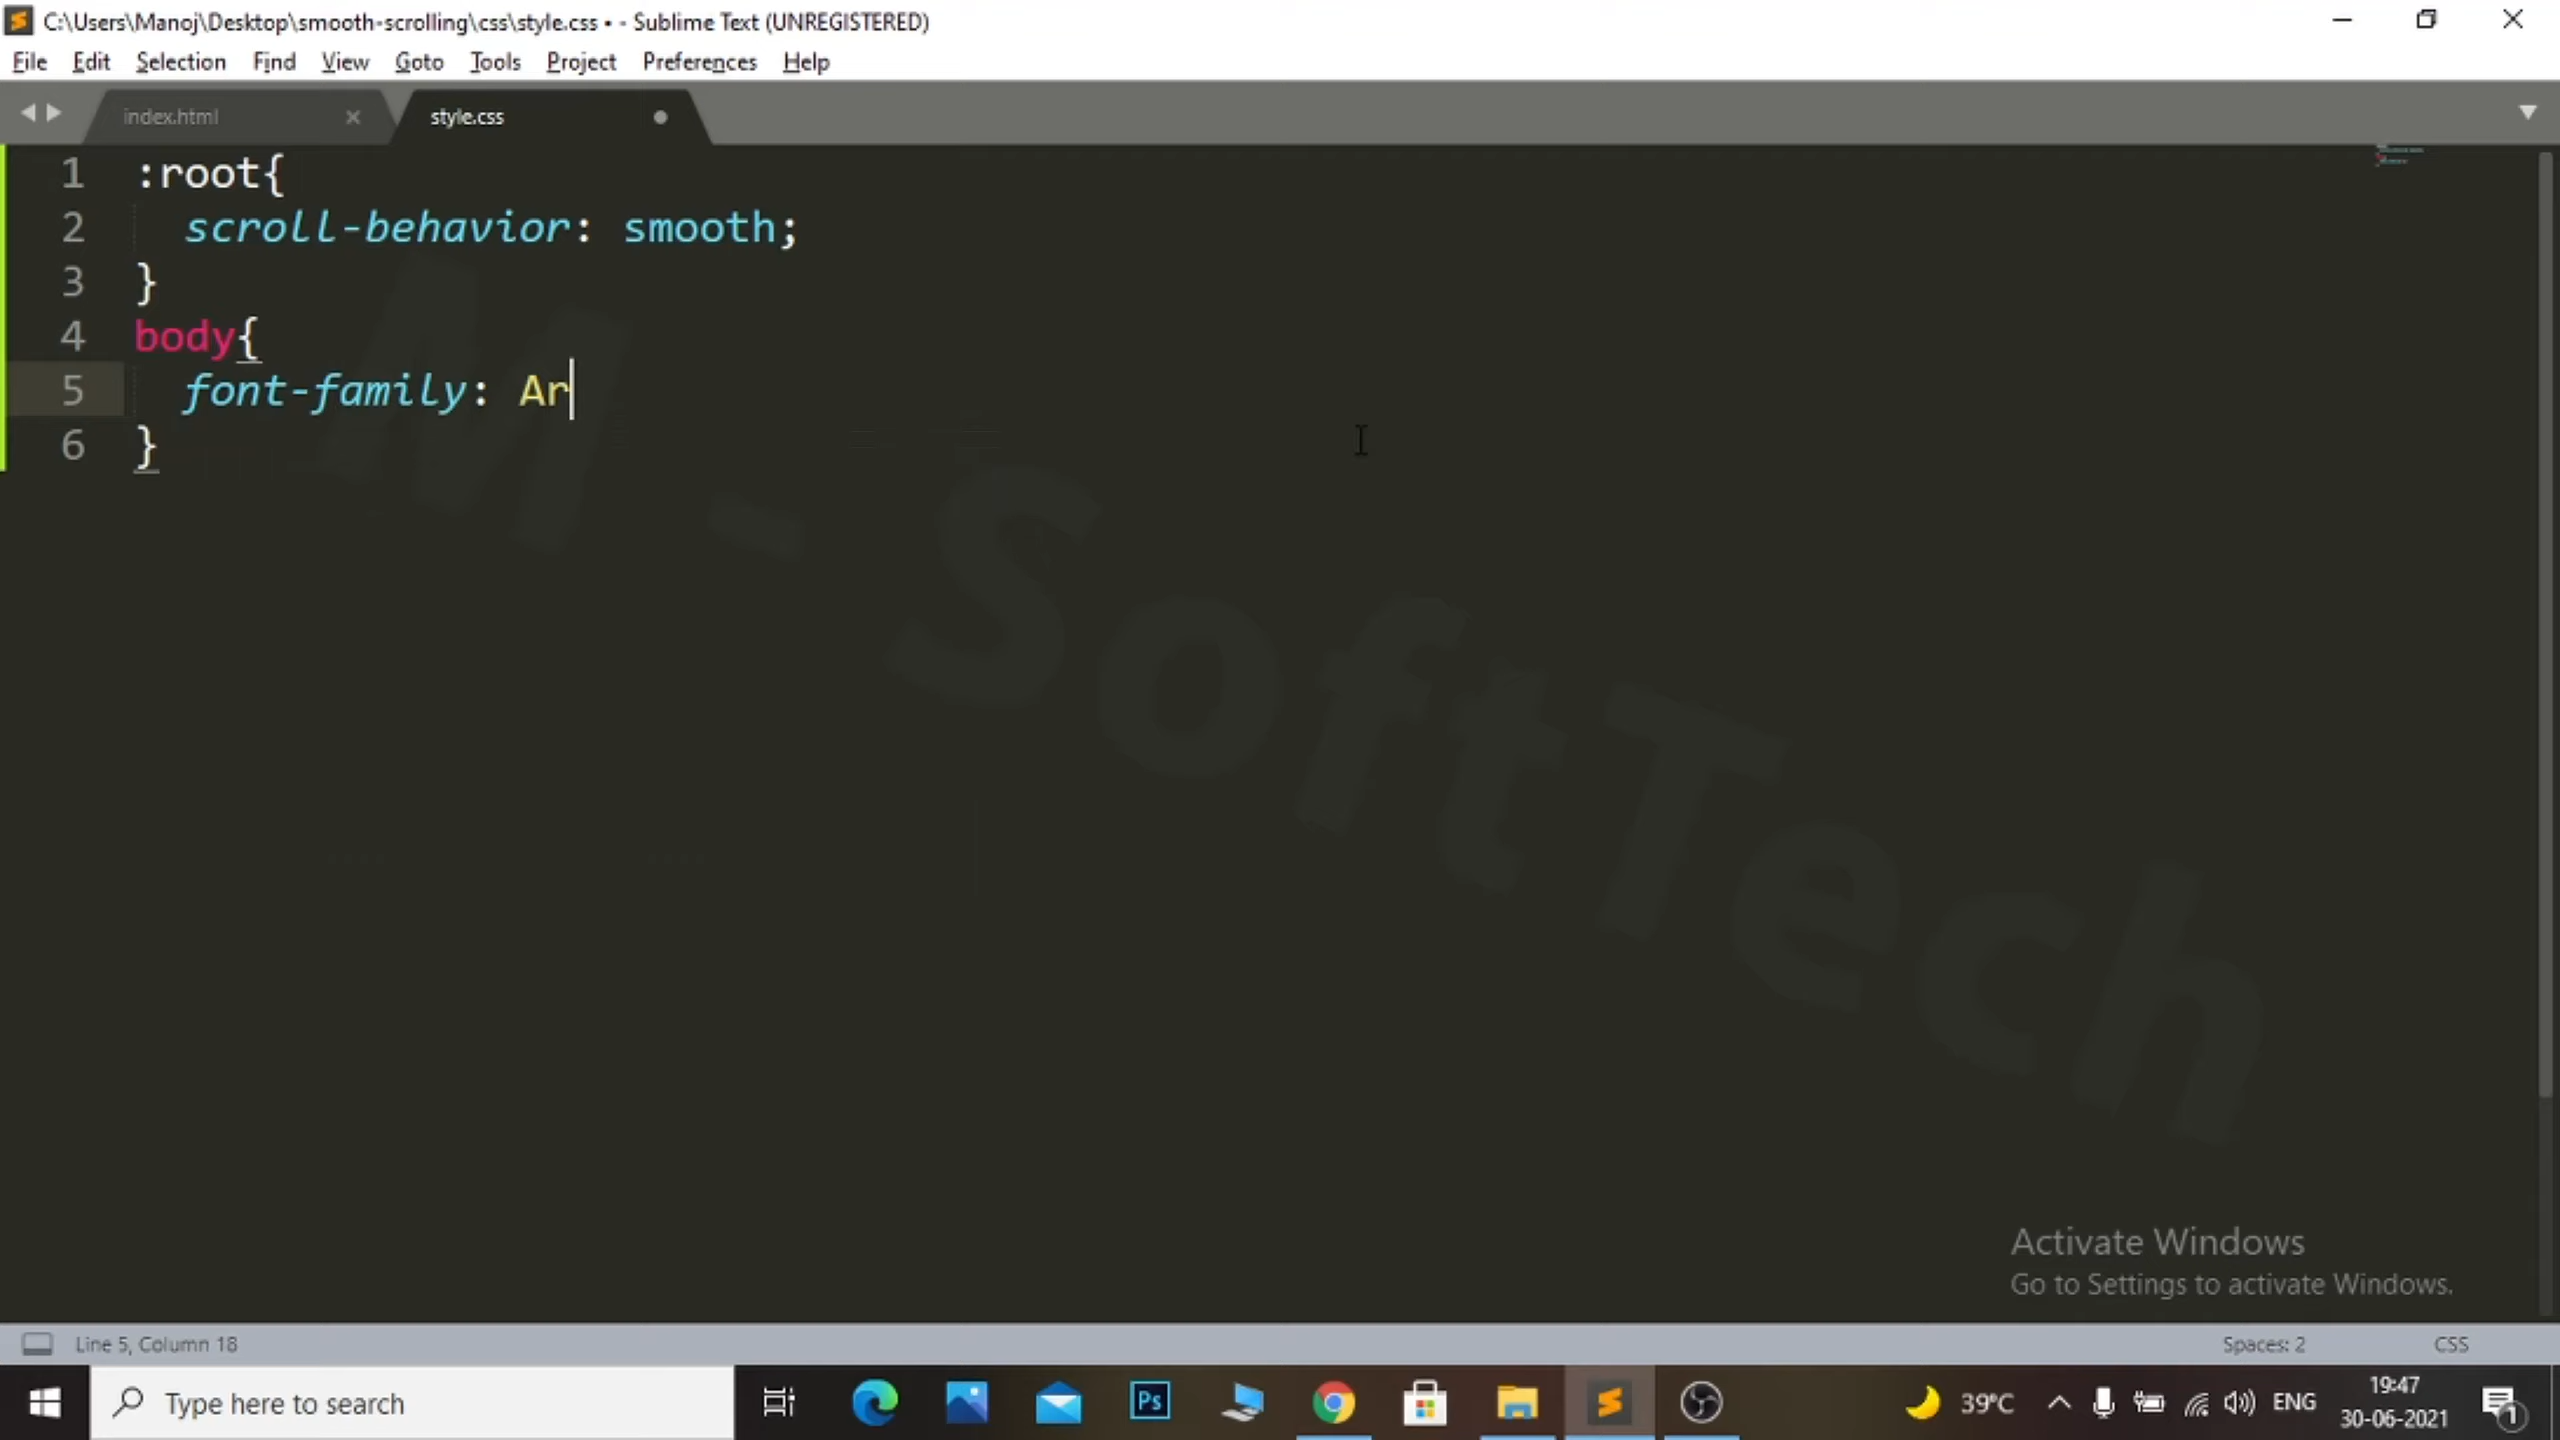 C:\Users\Manoj\Desktop\smooth-scrolling\css\style.css • - Sublime Text (UNREGISTERED)
File Edit Selection Find View Goto Tools Project Preferences Help
index.html style.css
1 :root{
2 scroll-behavior: smooth;
3 }
4 body{
5 font-family: Ar
6 }
M - SoftTech
Activate Windows
Go to Settings to activate Windows.
Line 5, Column 18 Spaces: 2 CSS
Type here to search Ps 39°C ENG 19:47
30-06-2021 1